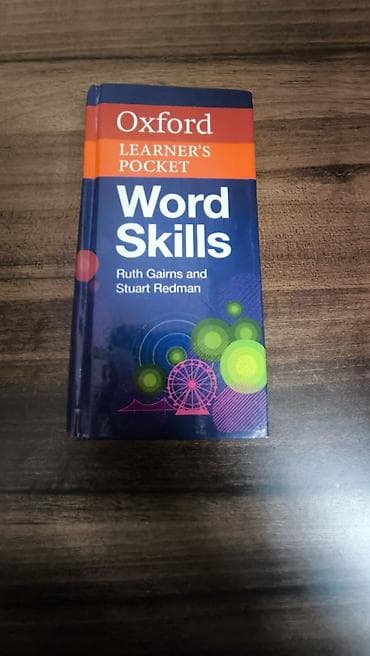 Oxford
LEARNER'S
POCKET
Word
Skills
Ruth Gairns and
Stuart Redman